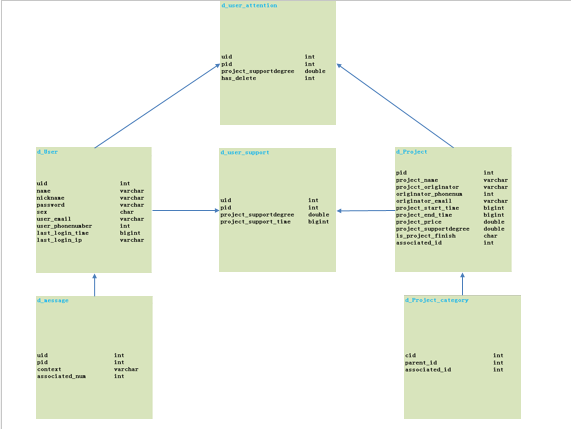 d_user_attention
uid int
pid int
project_supportdegree double
has_delete int
d_User
uid int
name varchar
nickname varchar
password varchar
sex char
user_email varchar
user_phonenumber int
last_login_time bigint
last_login_ip varchar
d_user_support
uid int
pid int
project_supportdegree double
project_support_time bigint
d_Project
pid int
project_name varchar
project_originator varchar
originator_phonenum int
originator_email varchar
project_start_time bigint
project_end_time bigint
project_price double
project_supportdegree double
is_project_finish char
associated_id int
d_message
uid int
pid int
context varchar
associated_num int
d_Project_category
cid int
parent_id int
associated_id int